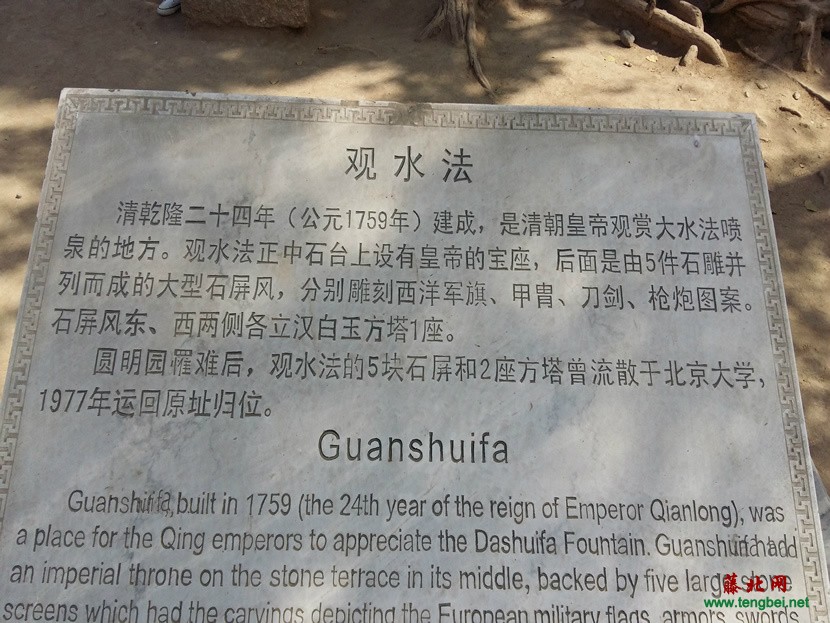 观水法
清乾隆二十四年（公元1759年）建成，是清朝皇帝观赏大水法喷
泉的地方。观水法正中石台上设有皇帝的宝座，后面是由5件石雕并
列而成的大型石屏风，分别雕刻西洋军旗、甲胄、刀剑、枪炮图案。
石屏风东、西两侧各立汉白玉方塔1座。
圆明园罹难后，观水法的5块石屏和2座方塔曾流散于北京大学，
1977年运回原址归位。
Guanshuifa
Guanshuifa,built in 1759 (the 24th year of the reign of Emperor Qianlong), was
a place for the Qing emperors to appreciate the Dashuifa Fountain. Guanshuifa had
an imperial throne on the stone terrace in its middle, backed by five large stone
screens which had the carvings depicting the European military flags, armors, swords
藤北网
www.tengbei.net